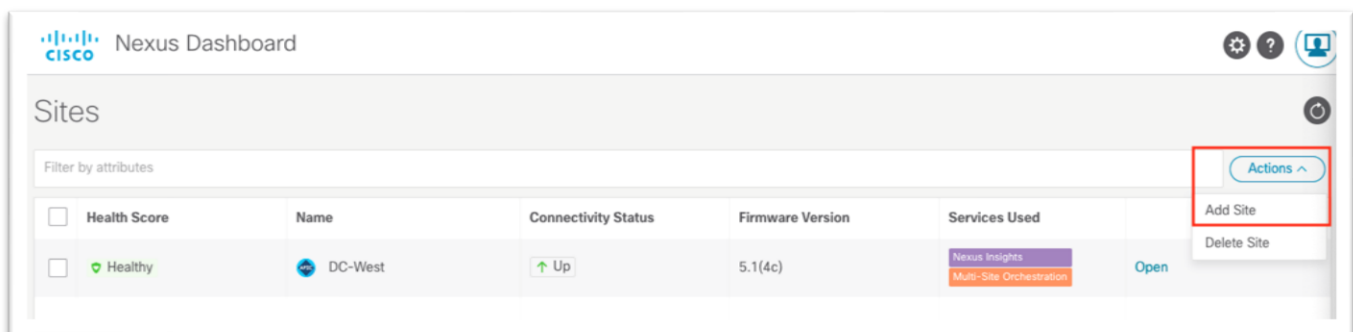 CISCO Nexus Dashboard
?
Sites
Filter by attributes
Actions
Health Score Name Connectivity Status Firmware Version Services Used
Add Site
Delete Site
Healthy APIC DC-West Up 5.1(4c) Nexus Insights Open
Multi-Site Orchestration